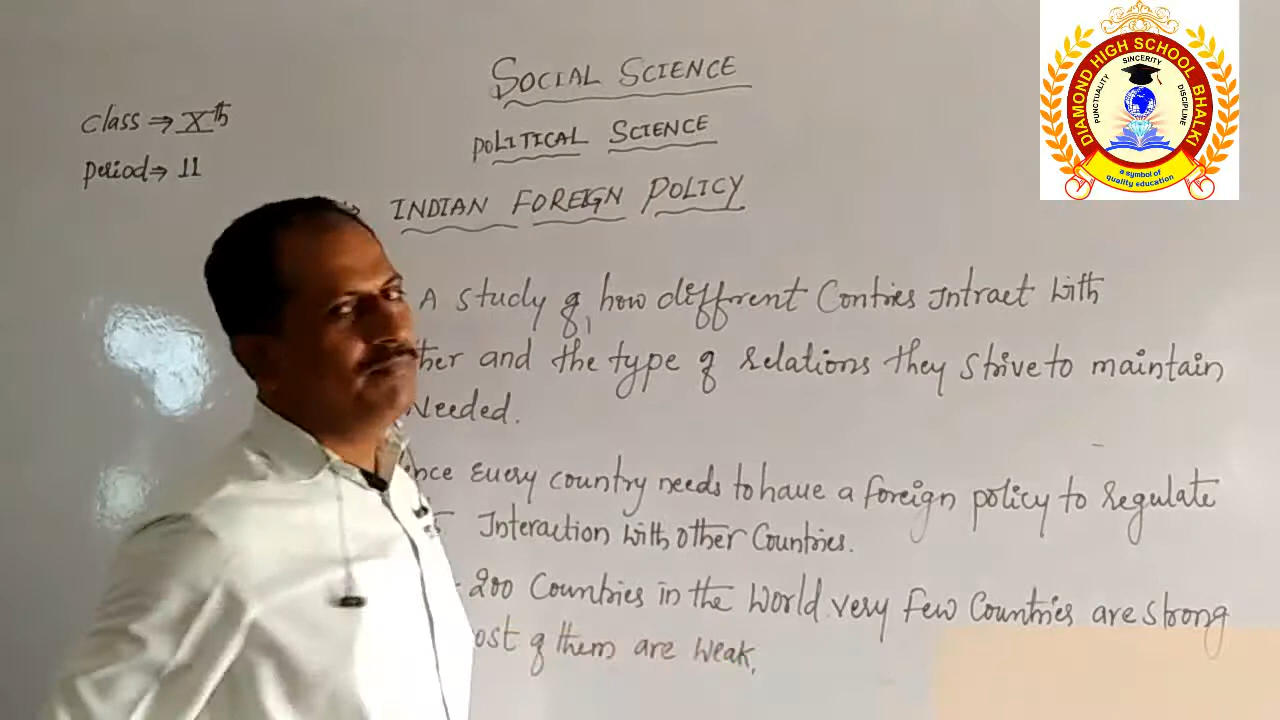 SOCIAL SCIENCE
class → Xth
POLITICAL SCIENCE
Period → 11
INDIAN FOREIGN POLICY
A study of how different Contries Intract with
ther and the type of relations they strive to maintain
Needed.
nce Every country needs to have a foreign policy to regulate
Interaction with other Countries.
200 Countries in the World very few Countries are strong
ost of them are weak.
DIAMOND HIGH SCHOOL BHALKI
PUNCTUALITY
SINCERITY
DISCIPLINE
a symbol of
quality education